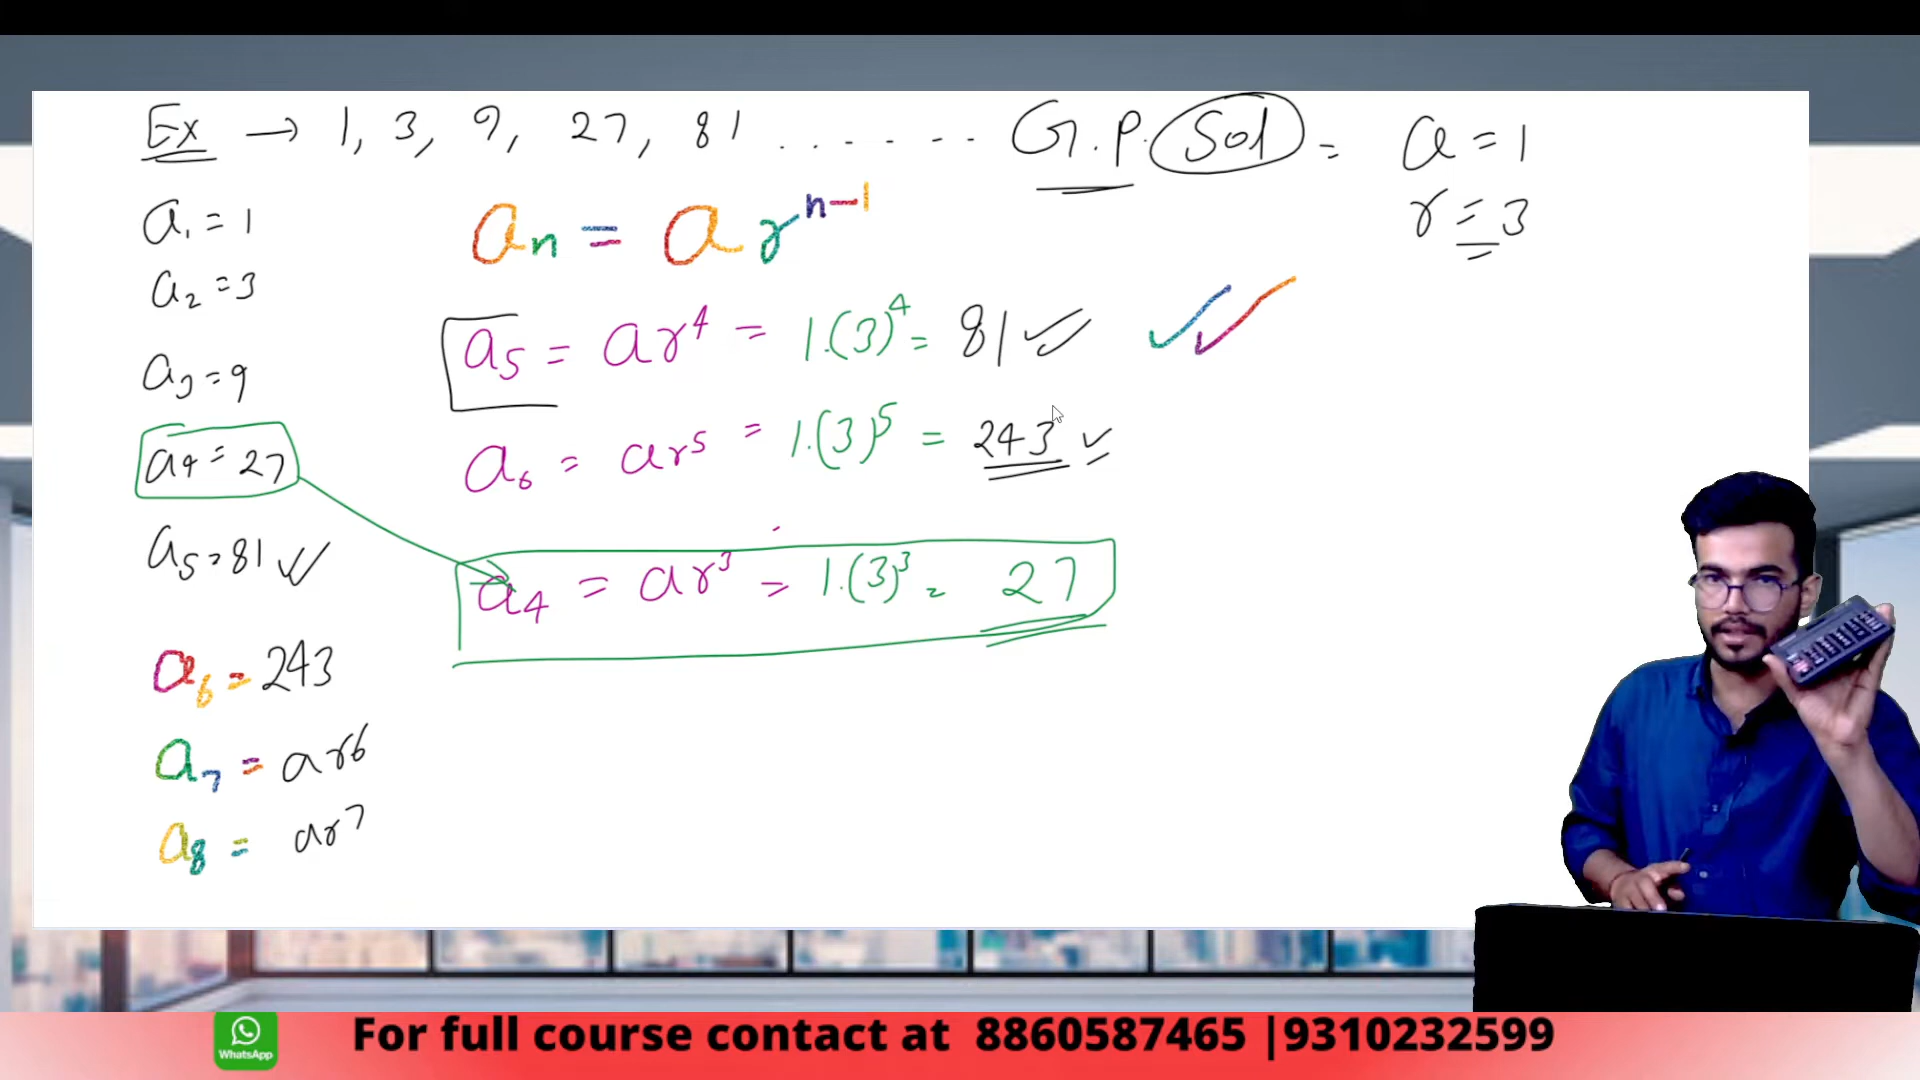 Ex → 1, 3, 9, 27, 81 ........ G.P. Sol = a = 1
r = 3
a₁ = 1
a₂ = 3
a₃ = 9
a₄ = 27
a₅ = 81 ✓✓
a₆ = 243
a₇ = ar⁶
a₈ = ar⁷
aₙ = a rⁿ⁻¹
a₅ = ar⁴ = 1.(3)⁴ = 81 ✓✓
a₆ = ar⁵ = 1.(3)⁵ = 243 ✓
a₄ = ar³ = 1.(3)³ = 27
WhatsApp
For full course contact at 8860587465 |9310232599